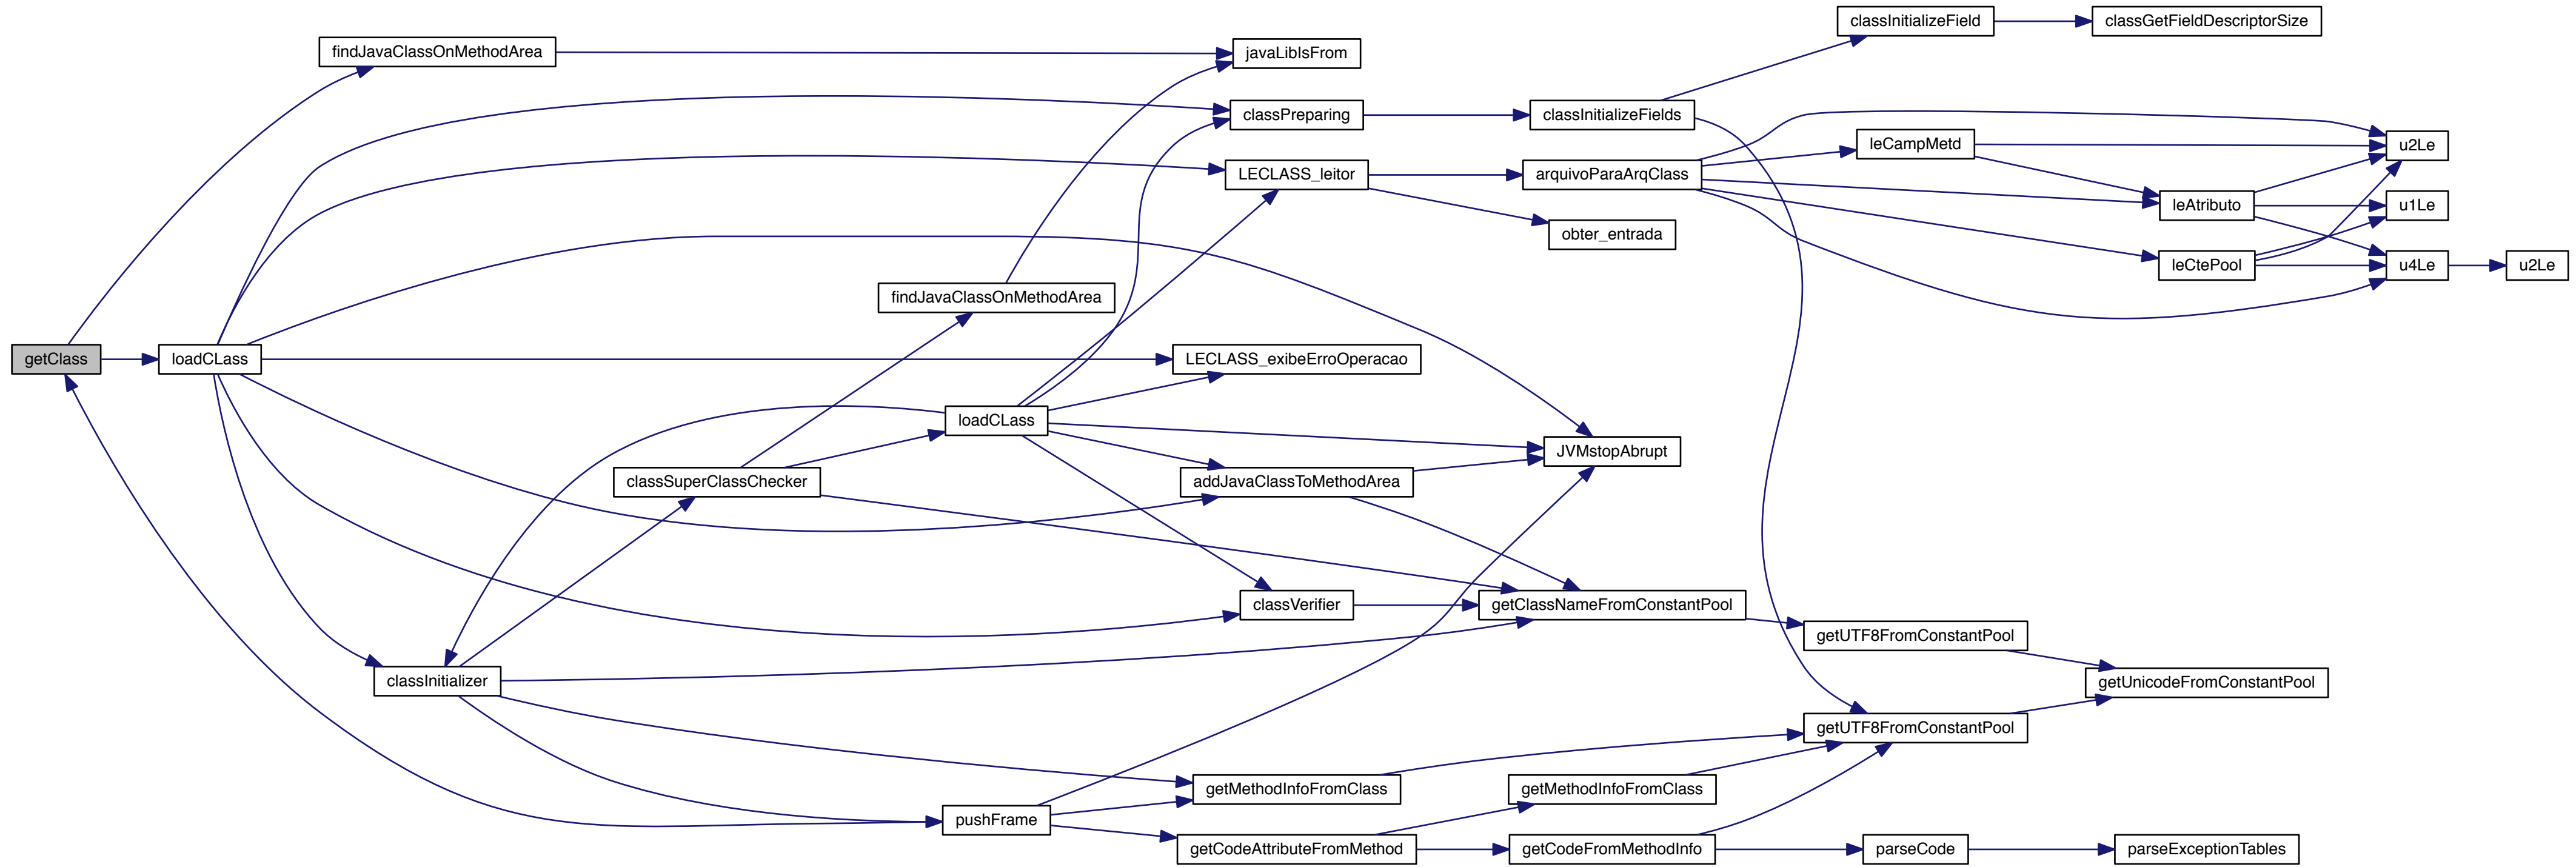 getClass
findJavaClassOnMethodArea
loadCLass
classInitializer
classSuperClassChecker
findJavaClassOnMethodArea
loadCLass
pushFrame
javaLibIsFrom
classPreparing
LECLASS_leitor
LECLASS_exibeErroOperacao
addJavaClassToMethodArea
classVerifier
getMethodInfoFromClass
getCodeAttributeFromMethod
classInitializeFields
arquivoParaArqClass
obter_entrada
JVMstopAbrupt
getClassNameFromConstantPool
getMethodInfoFromClass
getCodeFromMethodInfo
classInitializeField
leCampMetd
getUTF8FromConstantPool
getUTF8FromConstantPool
parseCode
classGetFieldDescriptorSize
leAtributo
leCtePool
getUnicodeFromConstantPool
parseExceptionTables
u2Le
u1Le
u4Le
u2Le